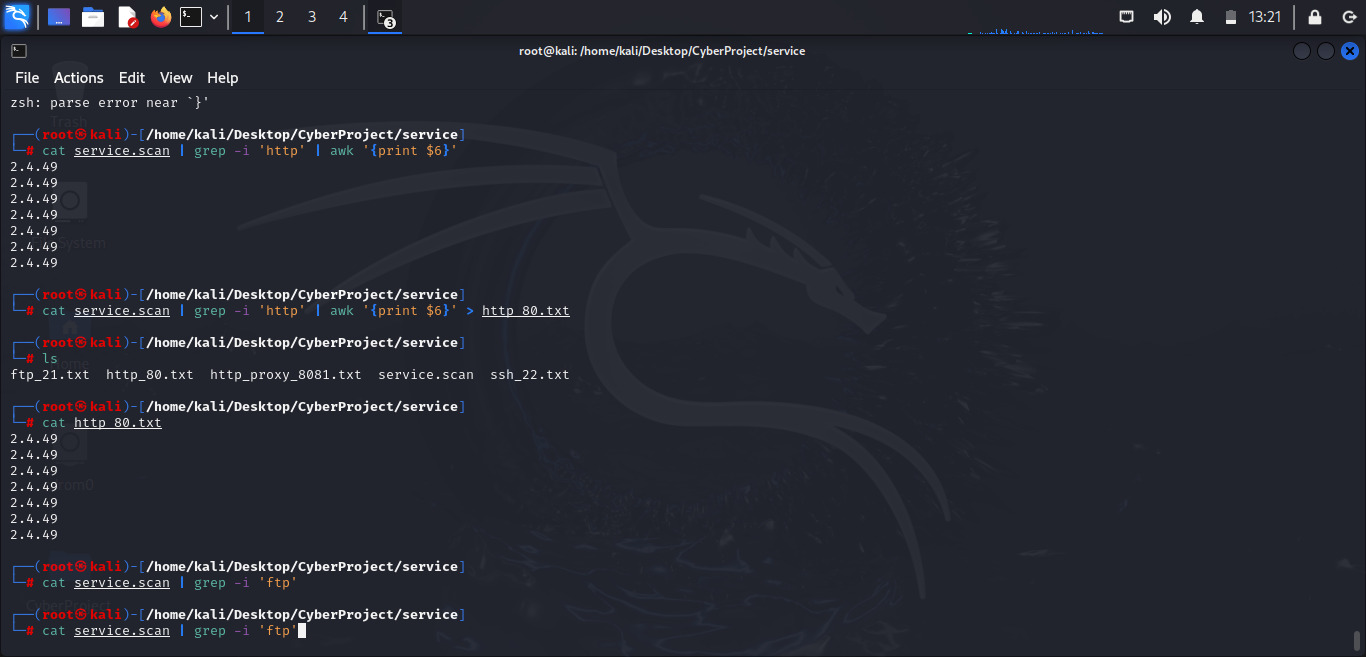 1 2 3 4 3 13:21
root@kali: /home/kali/Desktop/CyberProject/service
File Actions Edit View Help
zsh: parse error near `}'
Trash
┌──(root㉿kali)-[/home/kali/Desktop/CyberProject/service]
└─# cat service.scan | grep -i 'http' | awk '{print $6}'
2.4.49
2.4.49
2.4.49
2.4.49
2.4.49
2.4.49
System
2.4.49
┌──(root㉿kali)-[/home/kali/Desktop/CyberProject/service]
└─# cat service.scan | grep -i 'http' | awk '{print $6}' > http_80.txt
┌──(root㉿kali)-[/home/kali/Desktop/CyberProject/service]
└─# ls
Home
ftp_21.txt http_80.txt http_proxy_8081.txt service.scan ssh_22.txt
┌──(root㉿kali)-[/home/kali/Desktop/CyberProject/service]
└─# cat http_80.txt
2.4.49
2.4.49
2.4.49
2.4.49
2.4.49
2.4.49
2.4.49
┌──(root㉿kali)-[/home/kali/Desktop/CyberProject/service]
└─# cat service.scan | grep -i 'ftp'
┌──(root㉿kali)-[/home/kali/Desktop/CyberProject/service]
└─# cat service.scan | grep -i 'ftp'